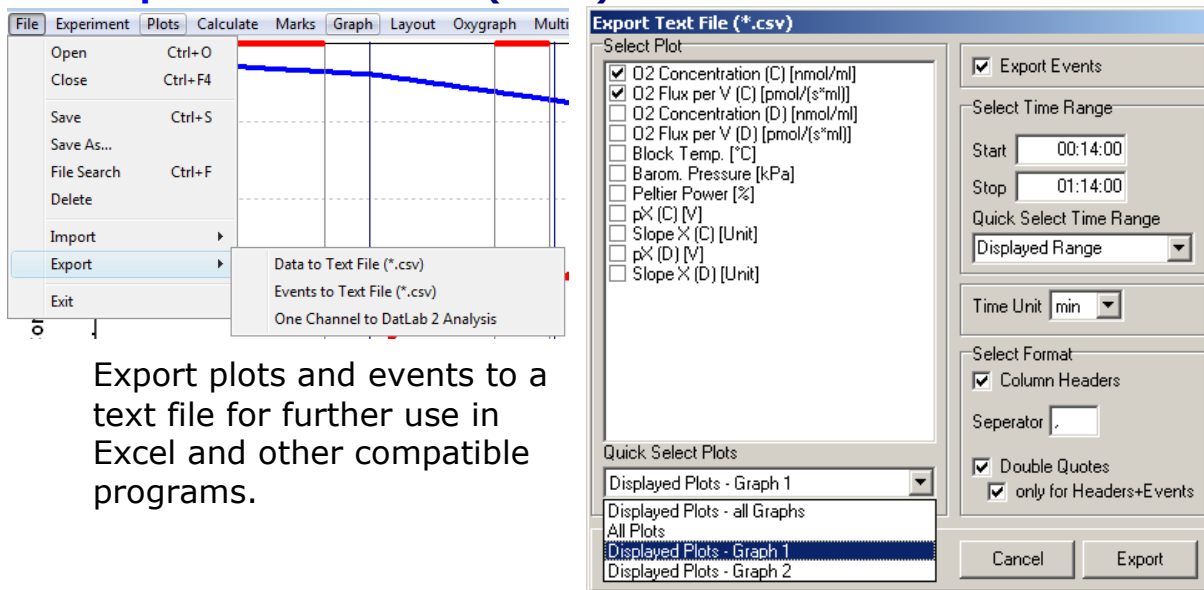 File Experiment Plots Calculate Marks Graph Layout Oxygraph Multi
Open Ctrl+O
Close Ctrl+F4
Save Ctrl+S
Save As...
File Search Ctrl+F
Delete
Import
Export
Exit
Data to Text File (*.csv)
Events to Text File (*.csv)
One Channel to DatLab 2 Analysis
Export plots and events to a
text file for further use in
Excel and other compatible
programs.
Export Text File (*.csv)
Select Plot
O2 Concentration (C) [nmol/ml]
O2 Flux per V (C) [pmol/(s*ml)]
O2 Concentration (D) [nmol/ml]
O2 Flux per V (D) [pmol/(s*ml)]
Block Temp. [°C]
Barom. Pressure [kPa]
Peltier Power [%]
pX (C) [V]
Slope X (C) [Unit]
pX (D) [V]
Slope X (D) [Unit]
Quick Select Plots
Displayed Plots - Graph 1
Displayed Plots - all Graphs
All Plots
Displayed Plots - Graph 1
Displayed Plots - Graph 2
Export Events
Select Time Range
Start 00:14:00
Stop 01:14:00
Quick Select Time Range
Displayed Range
Time Unit min
Select Format
Column Headers
Seperator ,
Double Quotes
only for Headers+Events
Cancel Export